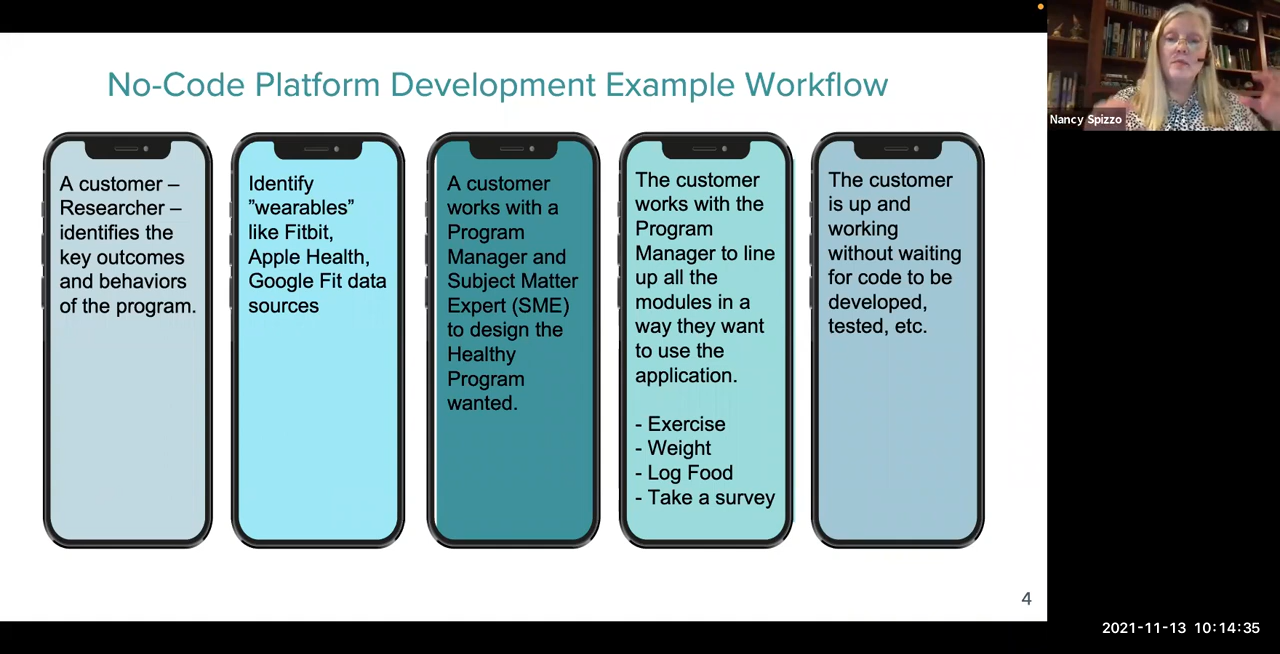 No-Code Platform Development Example Workflow
A customer –
Researcher –
identifies the
key outcomes
and behaviors
of the program.
Identify
”wearables”
like Fitbit,
Apple Health,
Google Fit data
sources
A customer
works with a
Program
Manager and
Subject Matter
Expert (SME)
to design the
Healthy
Program
wanted.
The customer
works with the
Program
Manager to line
up all the
modules in a
way they want
to use the
application.
- Exercise
- Weight
- Log Food
- Take a survey
The customer
is up and
working
without waiting
for code to be
developed,
tested, etc.
4
Nancy Spizzo
2021-11-13 10:14:35